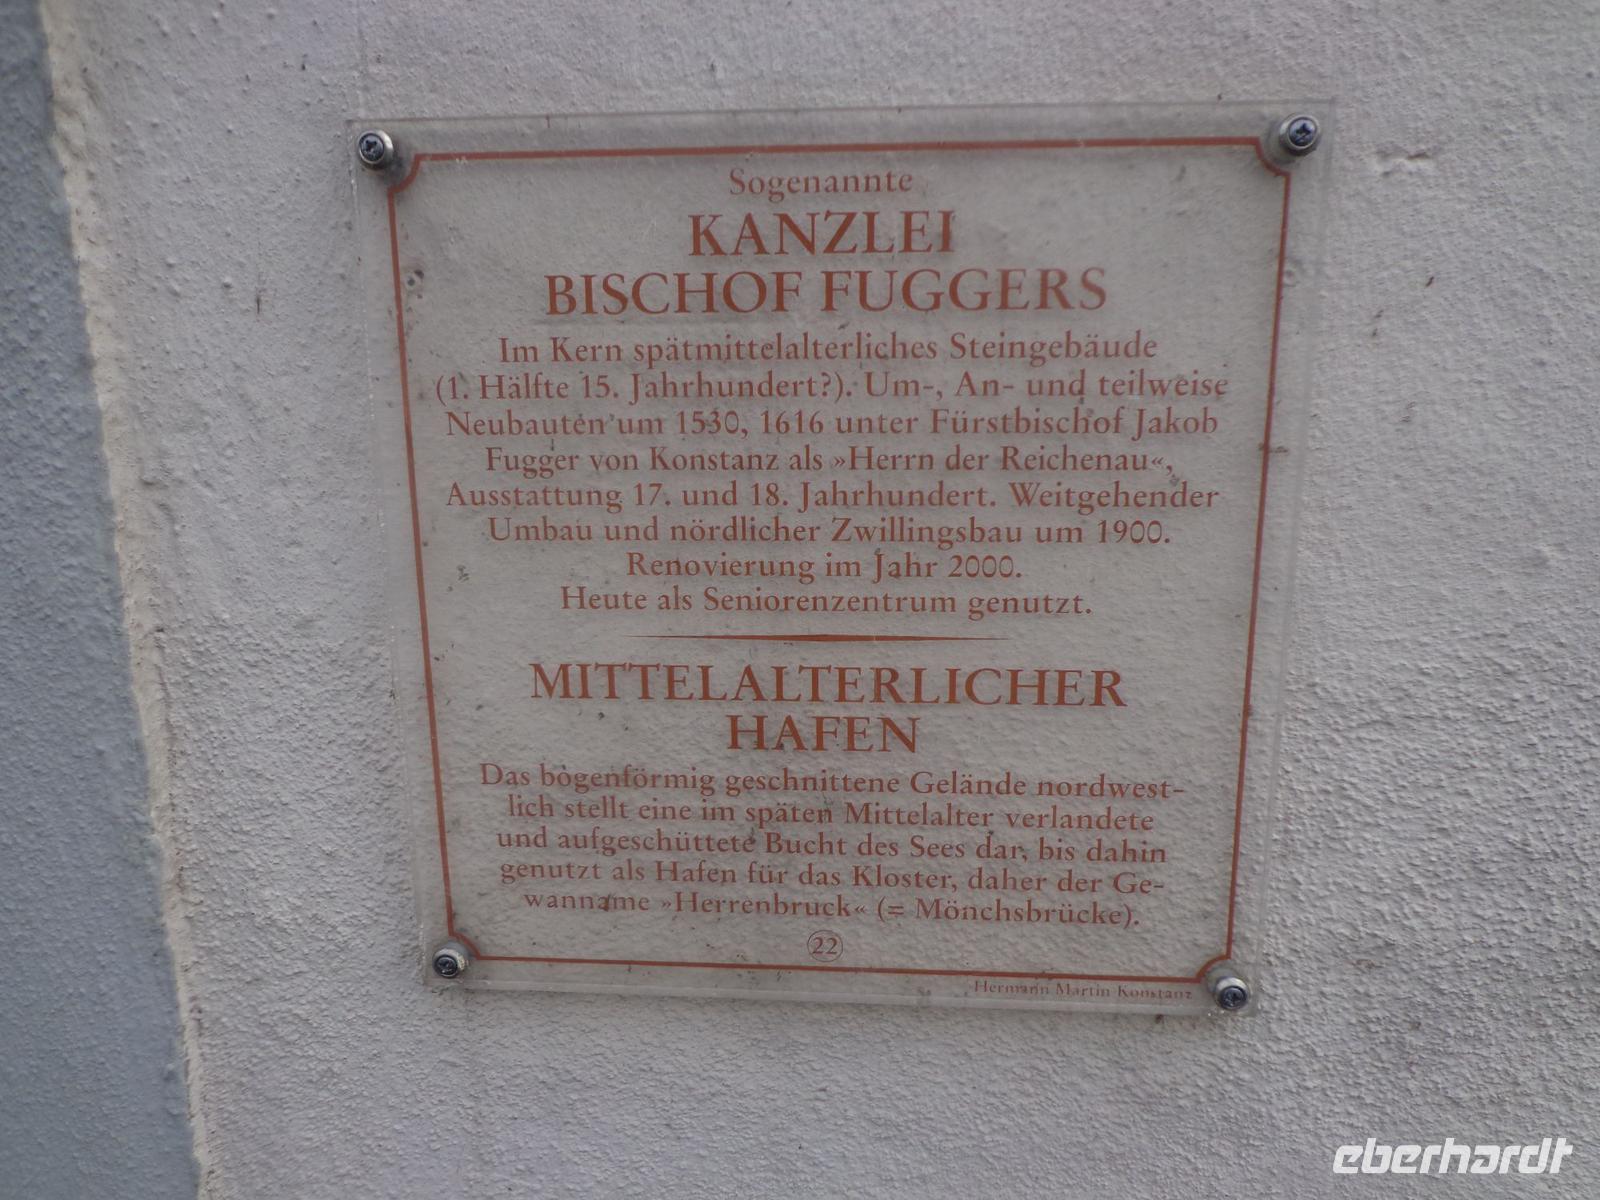 Sogenannte
KANZLEI
BISCHOF FUGGERS
Im Kern spätmittelalterliches Steingebäude
(1. Hälfte 15. Jahrhundert?). Um-, An- und teilweise
Neubauten um 1530, 1616 unter Fürstbischof Jakob
Fugger von Konstanz als »Herrn der Reichenau«,
Ausstattung 17. und 18. Jahrhundert. Weitgehender
Umbau und nördlicher Zwillingsbau um 1900.
Renovierung im Jahr 2000.
Heute als Seniorenzentrum genutzt.
MITTELALTERLICHER
HAFEN
Das bogenförmig geschnittene Gelände nordwest-
lich stellt eine im späten Mittelalter verlandete
und aufgeschüttete Bucht des Sees dar, bis dahin
genutzt als Hafen für das Kloster, daher der Ge-
wanname »Herrenbruck« (= Mönchsbrücke).
22
Hermann Martin Konstanz
eberhardt